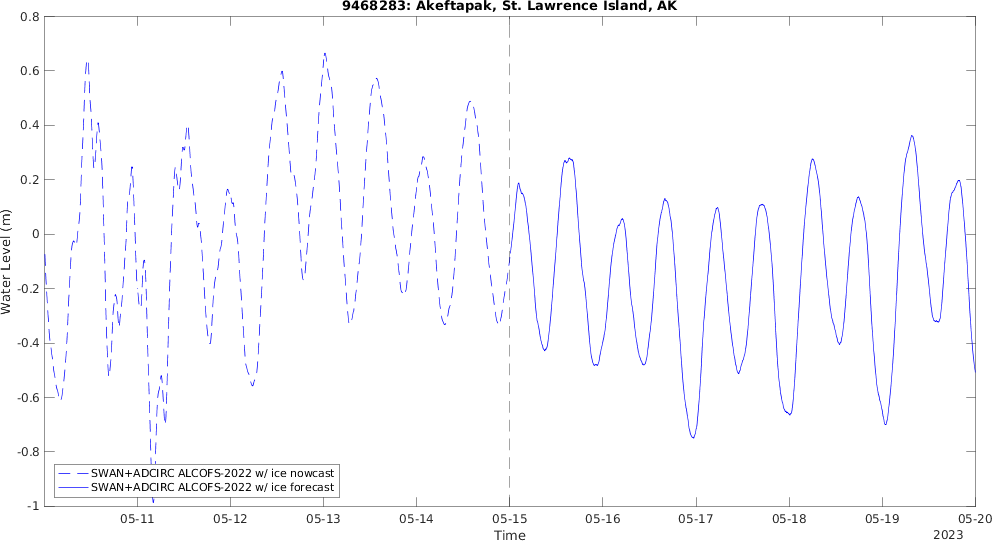 9468283: Akeftapak, St. Lawrence Island, AK
0.8
0.6
0.4
0.2
0
-0.2
-0.4
-0.6
-0.8
-1
Water Level (m)
SWAN+ADCIRC ALCOFS-2022 w/ ice nowcast
SWAN+ADCIRC ALCOFS-2022 w/ ice forecast
05-11 05-12 05-13 05-14 05-15 05-16 05-17 05-18 05-19 05-20
Time
2023